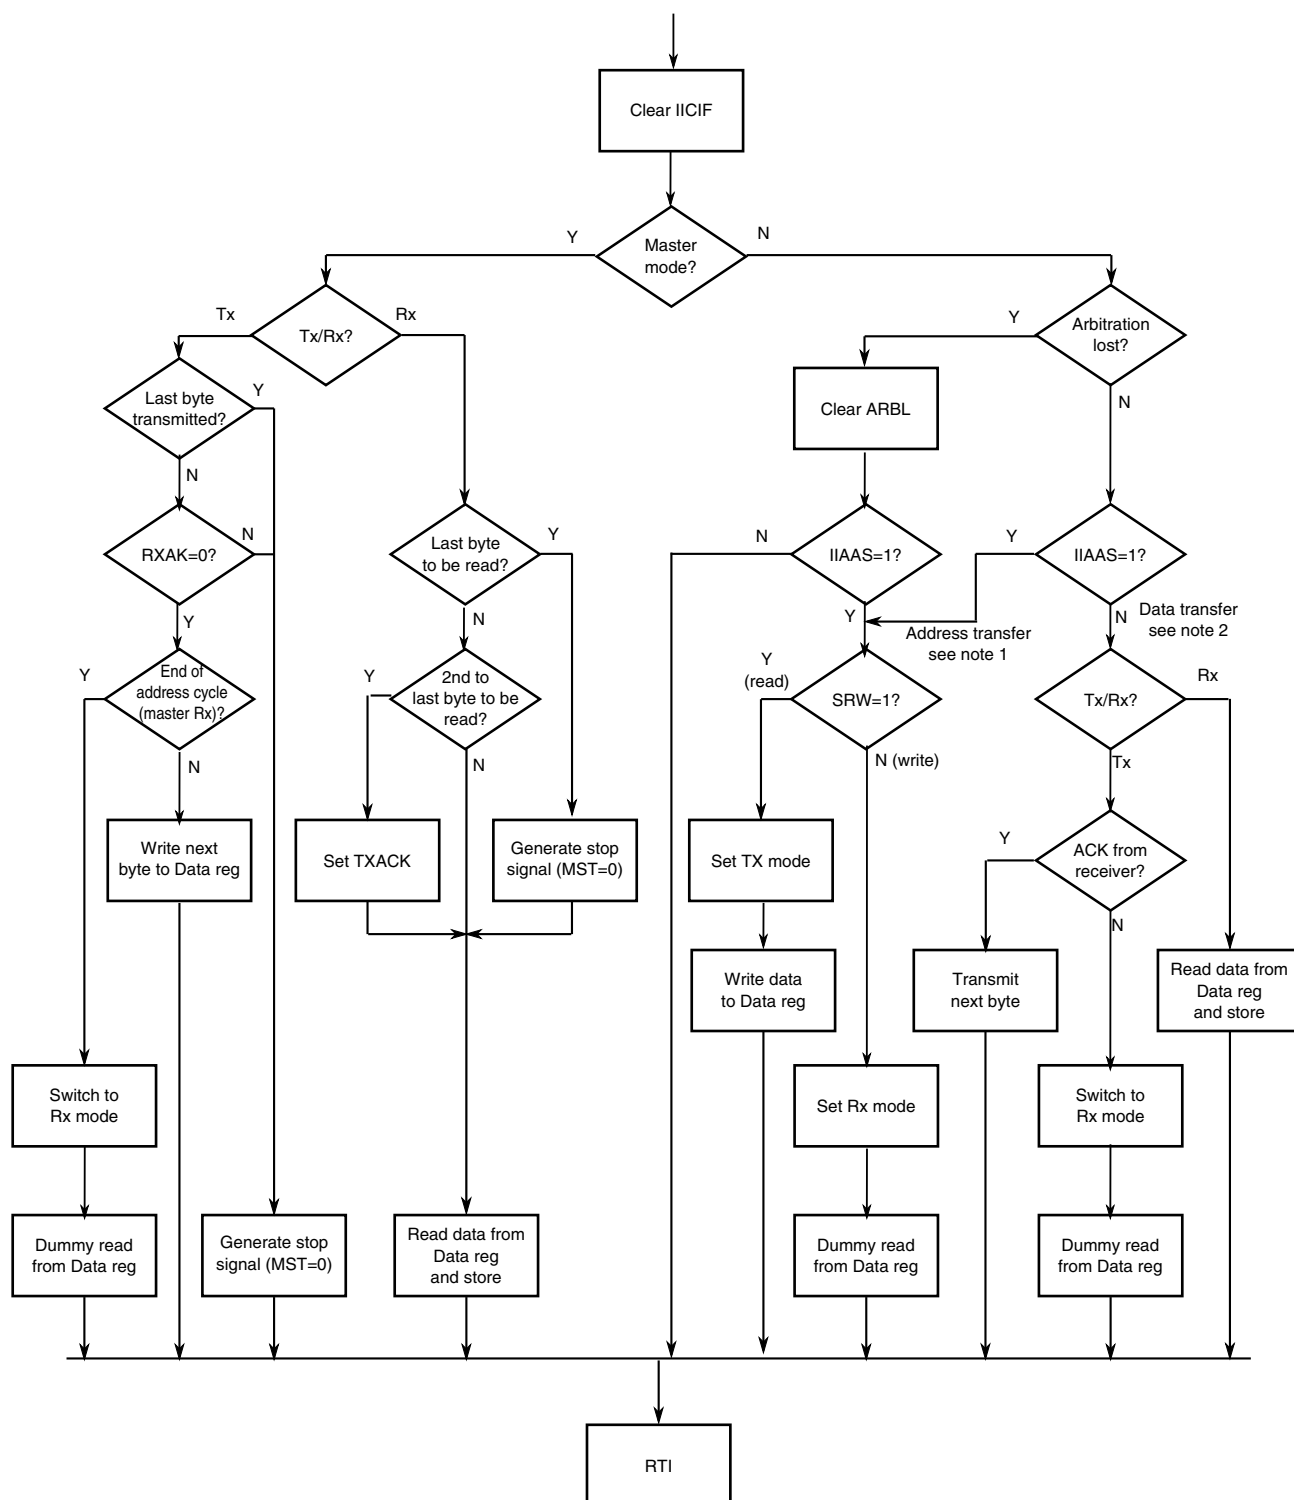 Clear IICIF
Master
mode?
Y
N
Tx/Rx?
Tx
Rx
Arbitration
lost?
Y
N
Last byte
transmitted?
Y
N
Clear ARBL
RXAK=0?
N
Y
Last byte
to be read?
Y
N
IIAAS=1?
N
Y
IIAAS=1?
Y
N
Address transfer
see note 1
Data transfer
see note 2
End of
address cycle
(master Rx)?
Y
N
2nd to
last byte to be
read?
Y
N
SRW=1?
Y
(read)
N (write)
Tx/Rx?
Rx
Tx
Write next
byte to Data reg
Set TXACK
Generate stop
signal (MST=0)
Set TX mode
ACK from
receiver?
Y
N
Write data
to Data reg
Transmit
next byte
Read data from
Data reg
and store
Switch to
Rx mode
Set Rx mode
Switch to
Rx mode
Dummy read
from Data reg
Generate stop
signal (MST=0)
Read data from
Data reg
and store
Dummy read
from Data reg
Dummy read
from Data reg
RTI